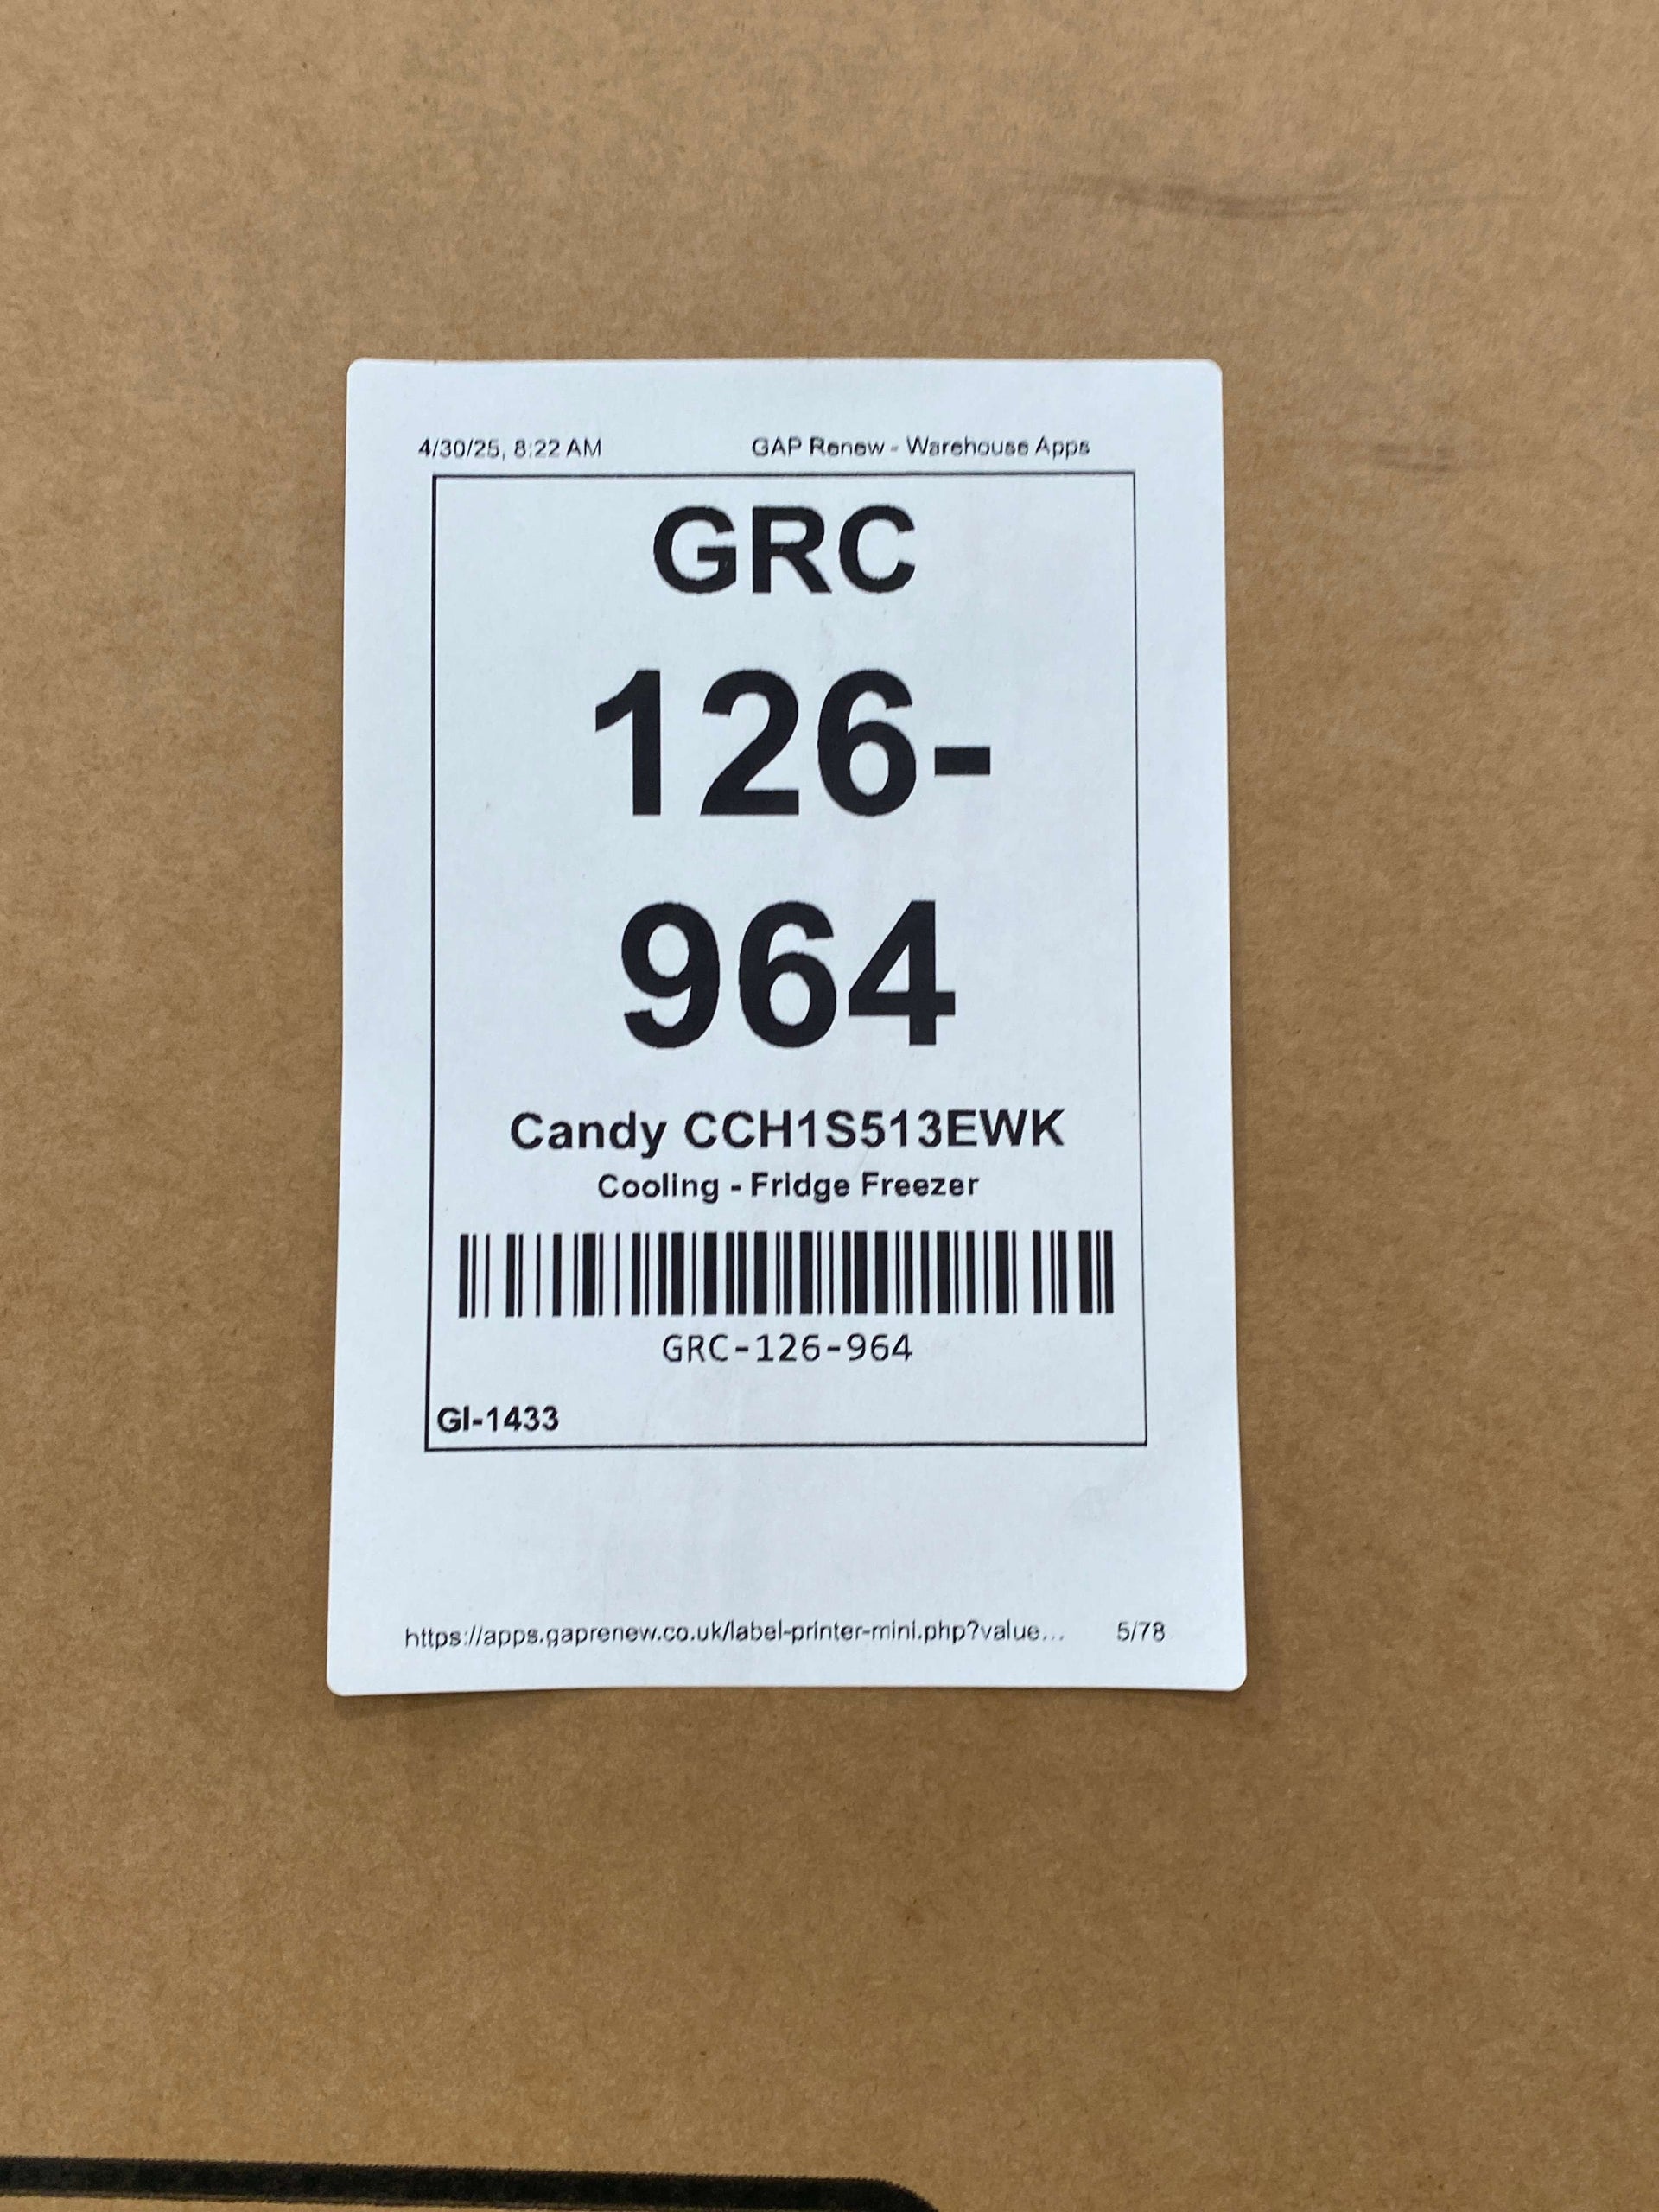 4/30/25, 8:22 AM GAP Renew - Warehouse Apps
GRC
126-
964
Candy CCH1S513EWK
Cooling - Fridge Freezer
GRC-126-964
GI-1433
https://apps.gaprenew.co.uk/label-printer-mini.php?value... 5/78